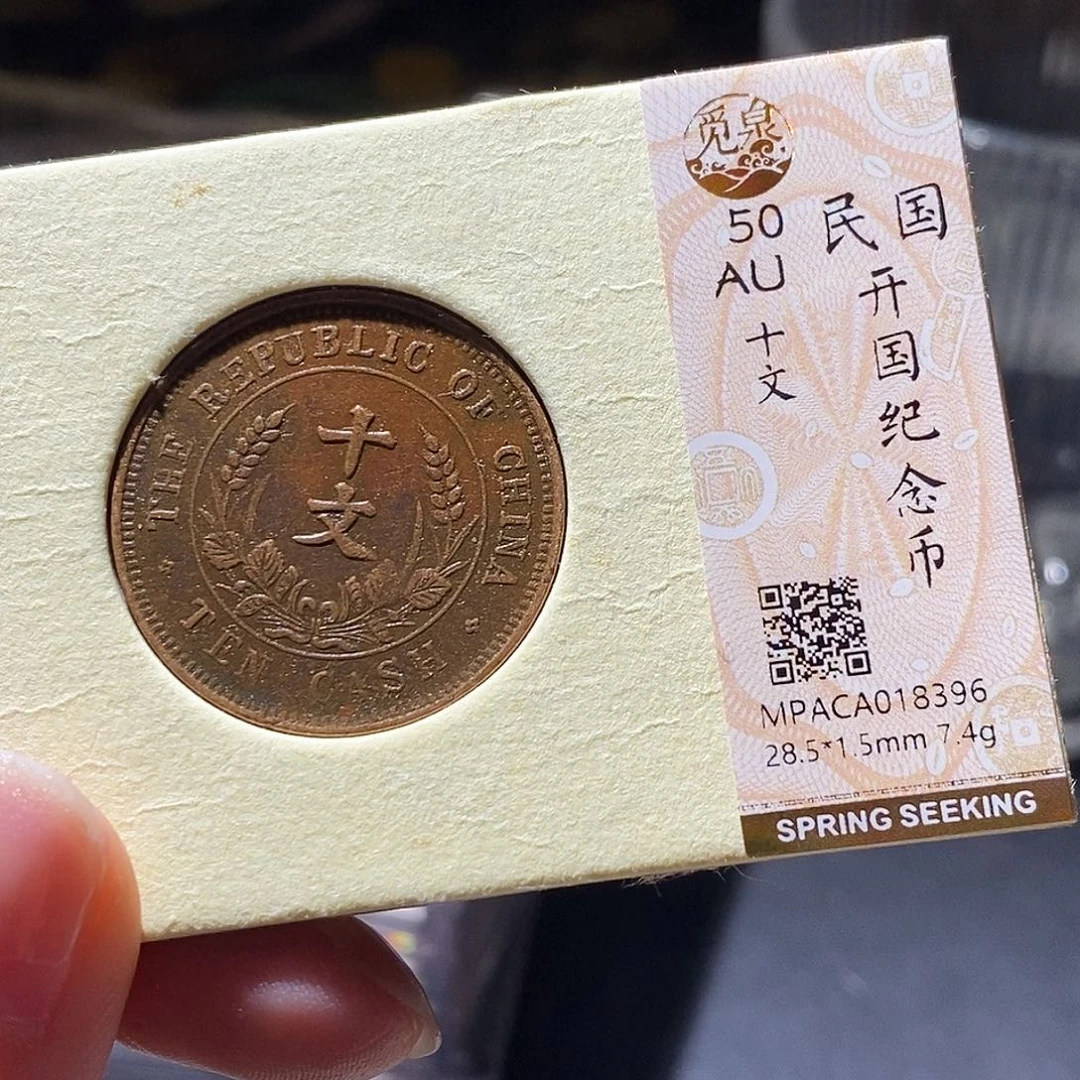 THE REPUBLIC OF CHINA
十文
TEN CASH
觅泉
50
AU
十文
民国
开国纪念币
MPACA018396
28.5*1.5mm 7.4g
SPRING SEEKING